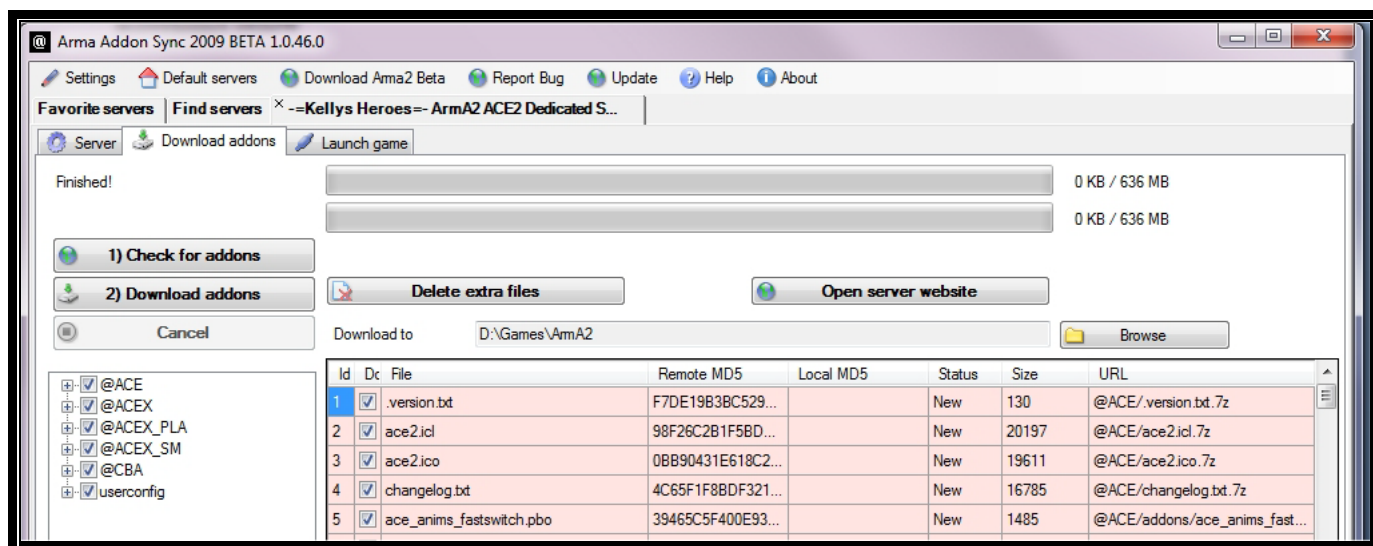 @ Arma Addon Sync 2009 BETA 1.0.46.0
Settings Default servers Download Arma2 Beta Report Bug Update Help About
Favorite servers Find servers × -=Kellys Heroes=- ArmA2 ACE2 Dedicated S...
Server Download addons Launch game
Finished! 0 KB / 636 MB
0 KB / 636 MB
1) Check for addons
2) Download addons Delete extra files Open server website
Cancel Download to D:\Games\ArmA2 Browse
@ACE
@ACEX
@ACEX_PLA
@ACEX_SM
@CBA
userconfig
Id Dc File Remote MD5 Local MD5 Status Size URL
1 .version.txt F7DE19B3BC529... New 130 @ACE/.version.txt.7z
2 ace2.icl 98F26C2B1F5BD... New 20197 @ACE/ace2.icl.7z
3 ace2.ico 0BB90431E618C2... New 19611 @ACE/ace2.ico.7z
4 changelog.txt 4C65F1F8BDF321... New 16785 @ACE/changelog.txt.7z
5 ace_anims_fastswitch.pbo 39465C5F400E93... New 1485 @ACE/addons/ace_anims_fast...